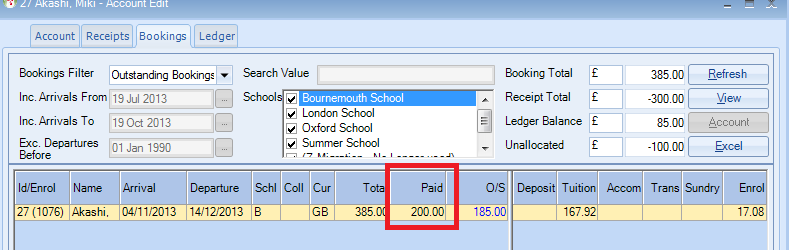 27 Akashi, Miki - Account Edit
Account Receipts Bookings Ledger
Bookings Filter Outstanding Bookings Search Value Booking Total £ 385.00 Refresh
Inc. Arrivals From 19 Jul 2013 ... Schools Bournemouth School Receipt Total £ -300.00 View
London School
Inc. Arrivals To 19 Oct 2013 ... Oxford School Ledger Balance £ 85.00 Account
Summer School
Exc. Departures Before 01 Jan 1990 ... Unallocated £ -100.00 Excel
Id/Enrol Name Arrival Departure Schl Coll Cur Total Paid O/S Deposit Tuition Accom Trans Sundry Enrol
27 (1076) Akashi, 04/11/2013 14/12/2013 B GB 385.00 200.00 185.00 167.92 17.08